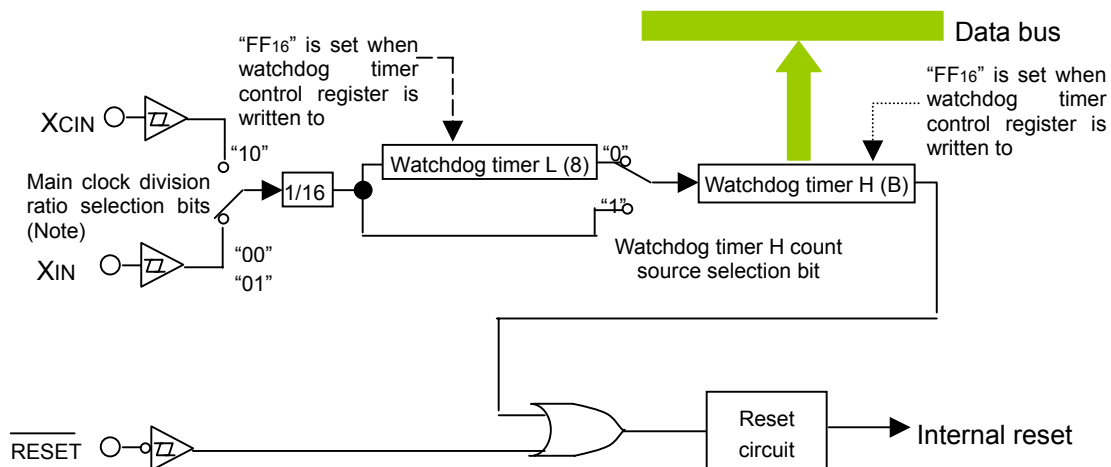 Data bus
“FF16” is set when
watchdog timer
control register is
written to
“FF16” is set when
watchdog timer
control register is
written to
XCIN
“10”
Watchdog timer L (8)
“0”
Watchdog timer H (B)
Main clock division
ratio selection bits
(Note)
1/16
“1”
Watchdog timer H count
source selection bit
XIN
“00”
“01”
RESET
Reset
circuit
Internal reset